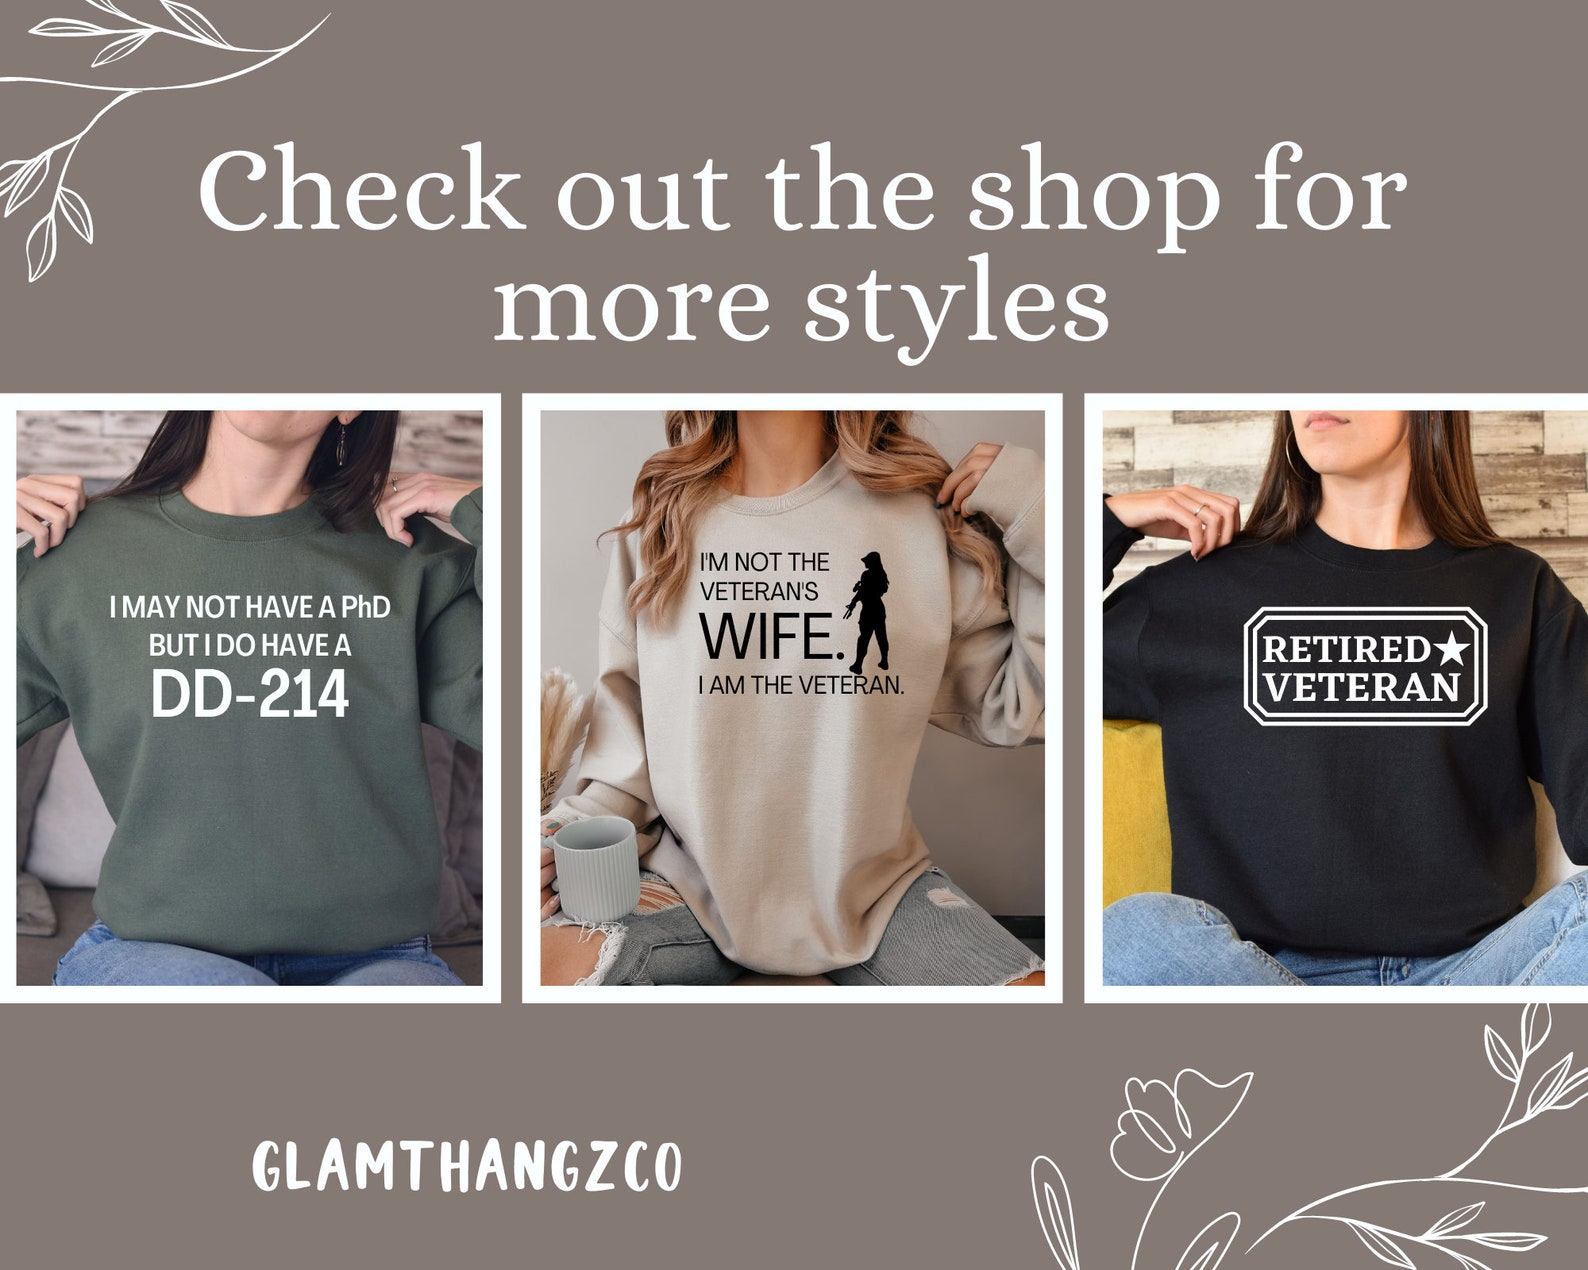 Check out the shop for
more styles
I MAY NOT HAVE A PhD
BUT I DO HAVE A
DD-214
I'M NOT THE
VETERAN'S
WIFE.
I AM THE VETERAN.
RETIRED★
VETERAN
GLAMTHANGZCO